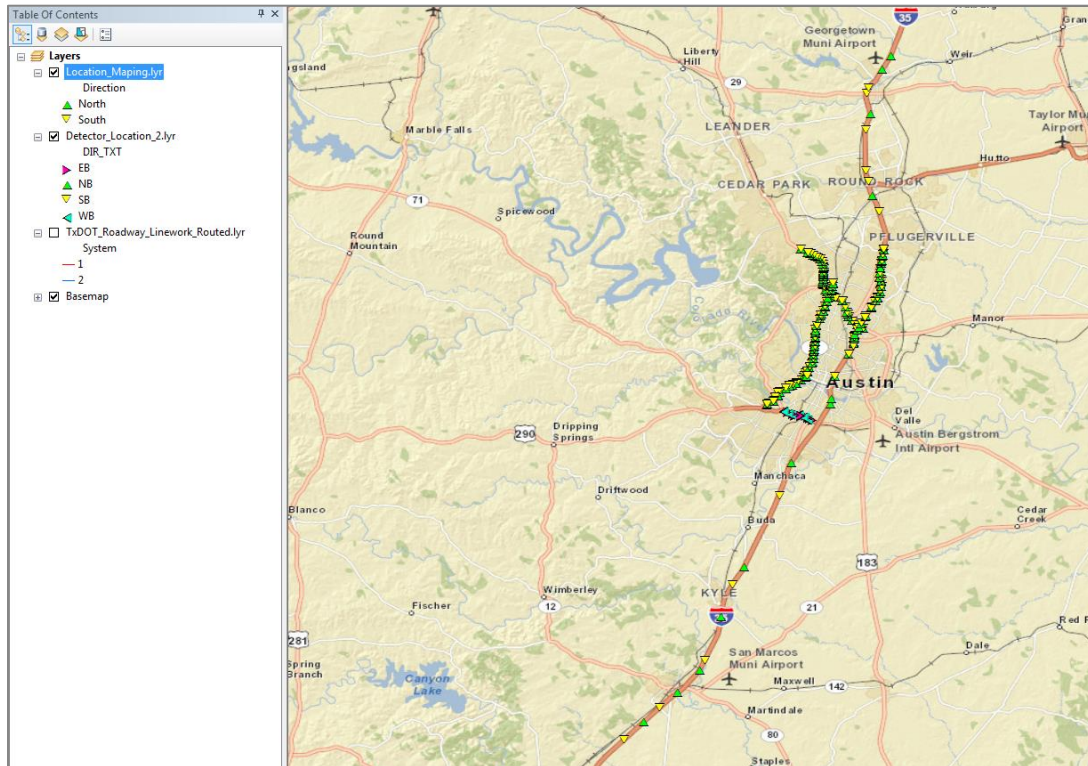 Table Of Contents
Layers
Location_Maping.lyr
Direction
North
South
Detector_Location_2.lyr
DIR_TXT
EB
NB
SB
WB
TxDOT_Roadway_Linework_Routed.lyr
System
1
2
Basemap
35
Georgetown
Muni Airport
Weir
Liberty
Hill
29
ngsland
Marble Falls
LEANDER
Taylor Mu
Airport
Hutto
CEDAR PARK
ROUND ROCK
71
Spicewood
Round
Mountain
PFLUGERVILLE
Manor
Austin
Del
Valle
290
Dripping
Springs
Austin Bergstrom
Intl Airport
Manchaca
Driftwood
Blanco
Cedar
Creek
Buda
183
KYLE
Wimberley
12
21
Fischer
281
Red R
Spring
Branch
San Marcos
Muni Airport
Dale
Canyon
Lake
Maxwell
142
Martindale
80
Staples